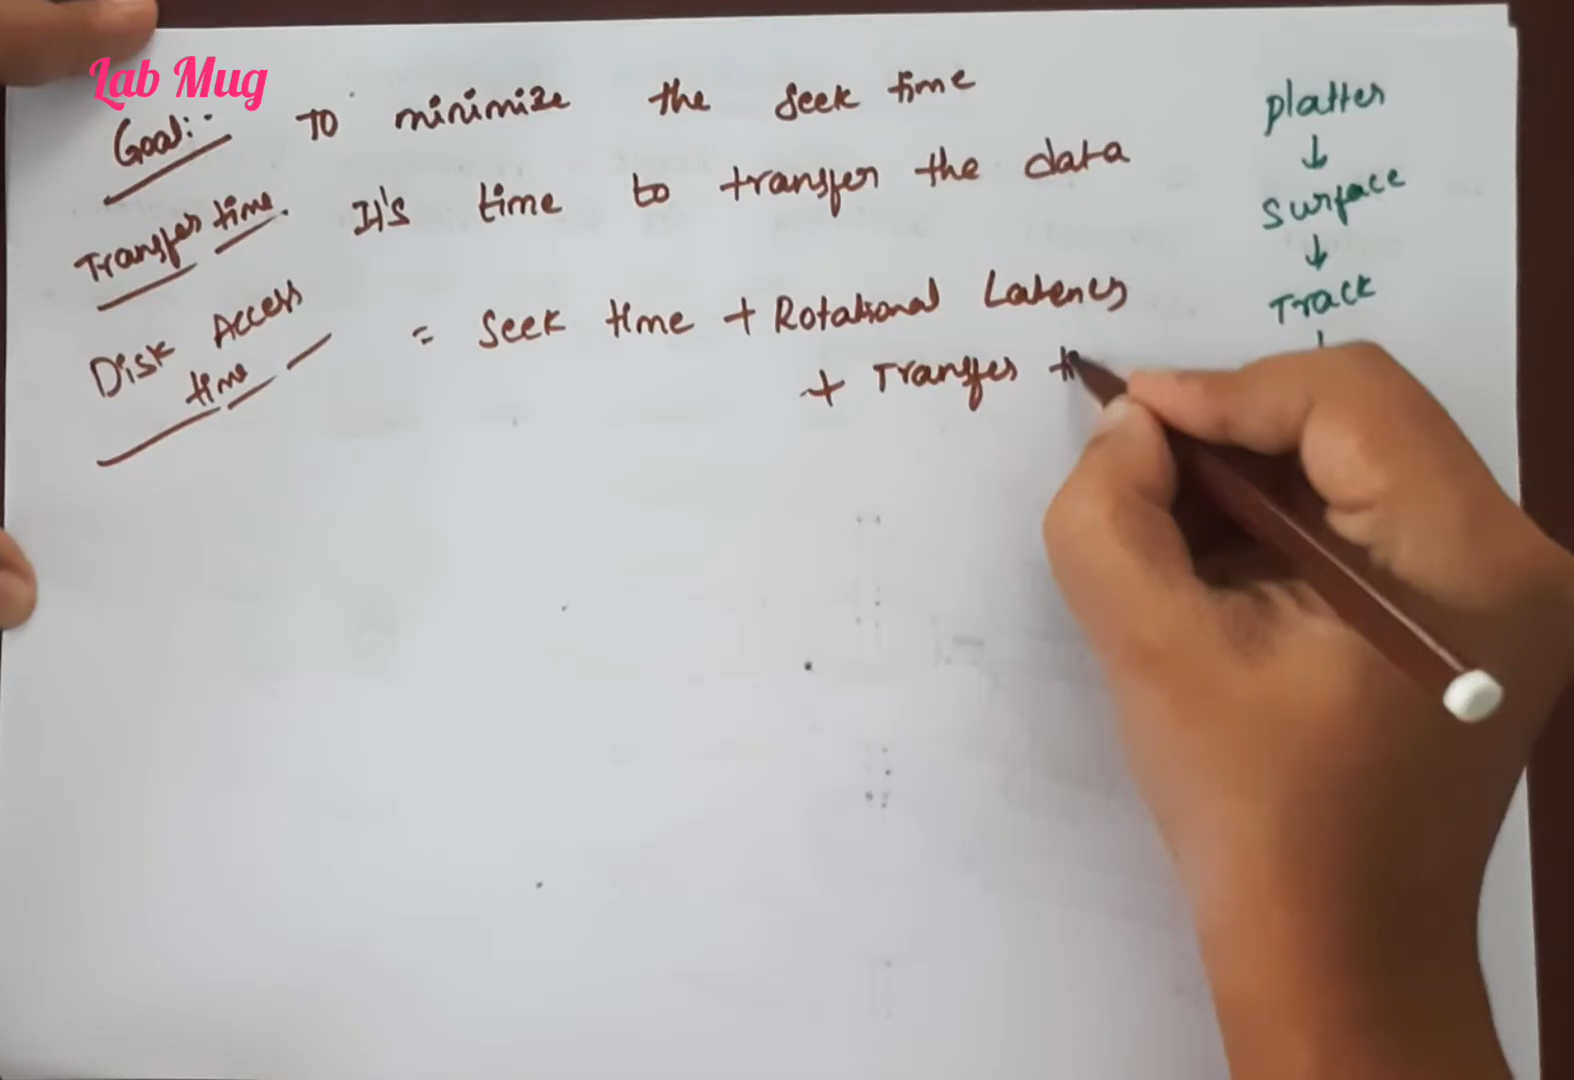 Lab Mug
Goal:- To minimize the seek time
Transfer time. It's time to transfer the data
Disk Access time = Seek time + Rotational Latency
+ Transfer
platter
↓
Surface
↓
Track